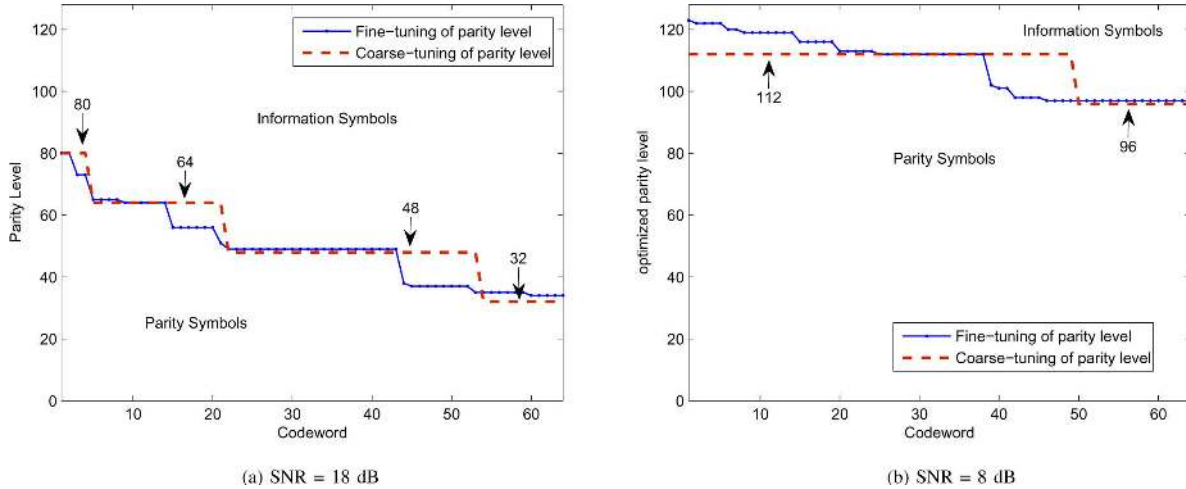 120
100
80
60
40
20
0
Parity Level
Fine−tuning of parity level
Coarse−tuning of parity level
80
Information Symbols
64
48
32
Parity Symbols
10 20 30 40 50 60
Codeword
(a) SNR = 18 dB
120
100
80
60
40
20
0
optimized parity level
Information Symbols
112
Parity Symbols
96
Fine−tuning of parity level
Coarse−tuning of parity level
10 20 30 40 50 60
Codeword
(b) SNR = 8 dB